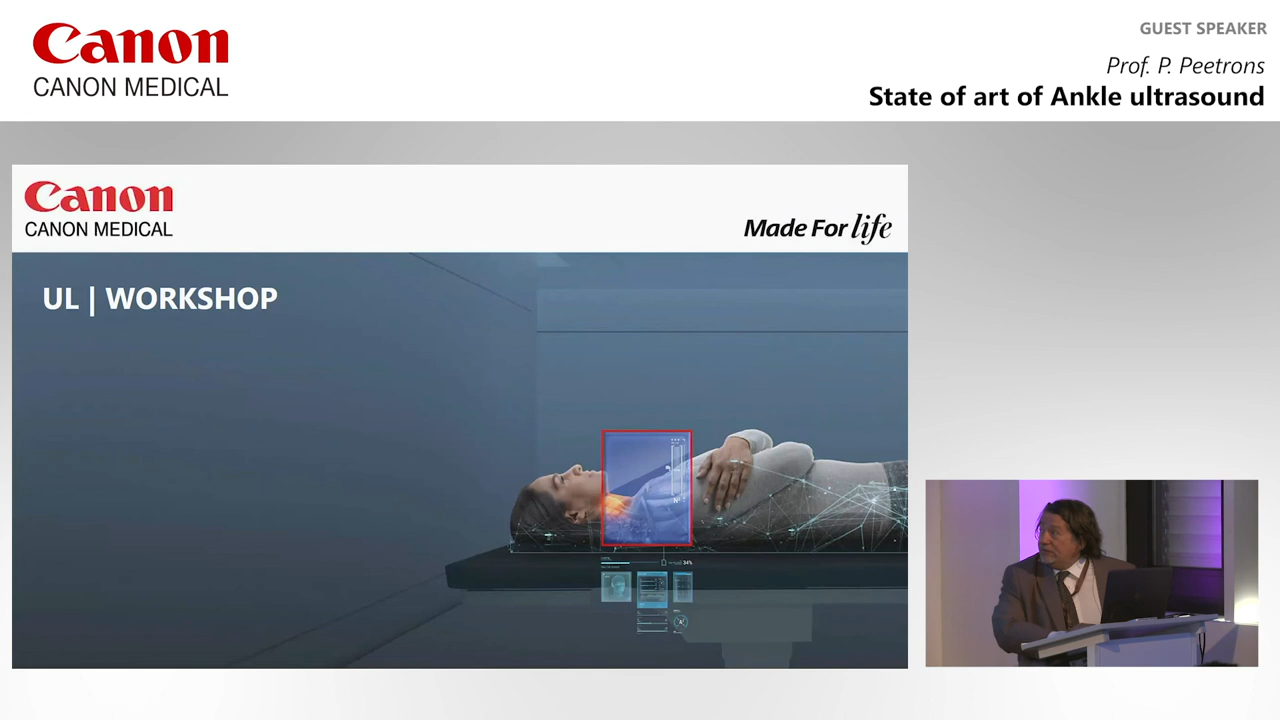 Canon
CANON MEDICAL
GUEST SPEAKER
Prof. P. Peetrons
State of art of Ankle ultrasound
Canon
CANON MEDICAL
Made For life
UL | WORKSHOP
34%